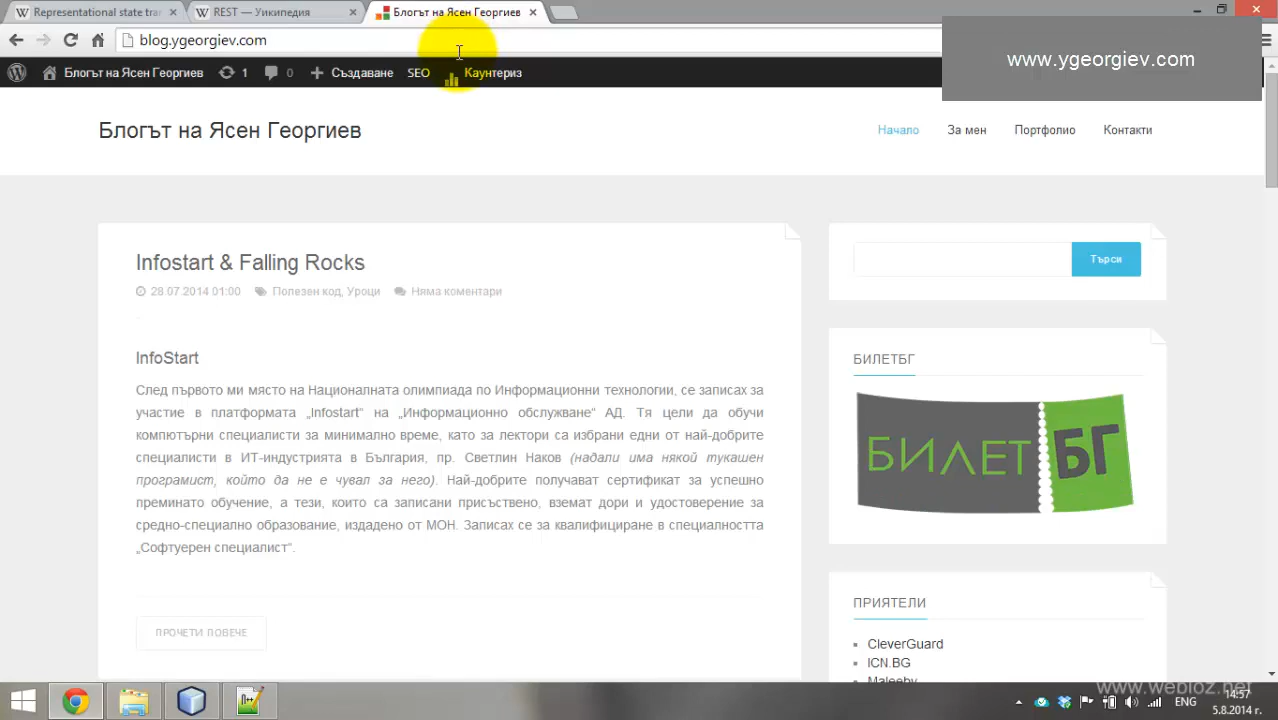 Representational state tra
REST — Уикипедия
Блогът на Ясен Георгиев
blog.ygeorgiev.com
www.ygeorgiev.com
Блогът на Ясен Георгиев 1 0 Създаване SEO Каунтериз
Блогът на Ясен Георгиев
Начало За мен Портфолио Контакти
Infostart & Falling Rocks
28.07.2014 01:00 Полезен код, Уроци Няма коментари
InfoStart
След първото ми място на Националната олимпиада по Информационни технологии, се записах за
участие в платформата „Infostart“ на „Информационно обслужване“ АД. Тя цели да обучи
компютърни специалисти за минимално време, като за лектори са избрани едни от най-добрите
специалисти в ИТ-индустрията в България, пр. Светлин Наков (надали има някой тукашен
програмист, който да не е чувал за него). Най-добрите получават сертификат за успешно
преминато обучение, а тези, които са записани присъствено, вземат дори и удостоверение за
средно-специално образование, издадено от МОН. Записах се за квалифициране в специалността
„Софтуерен специалист“.
ПРОЧЕТИ ПОВЕЧЕ
Търси
БИЛЕТБГ
БИЛЕТ БГ
ПРИЯТЕЛИ
CleverGuard
ICN.BG
Maleeby
www.webloz.net
ENG
14:57
5.8.2014 г.